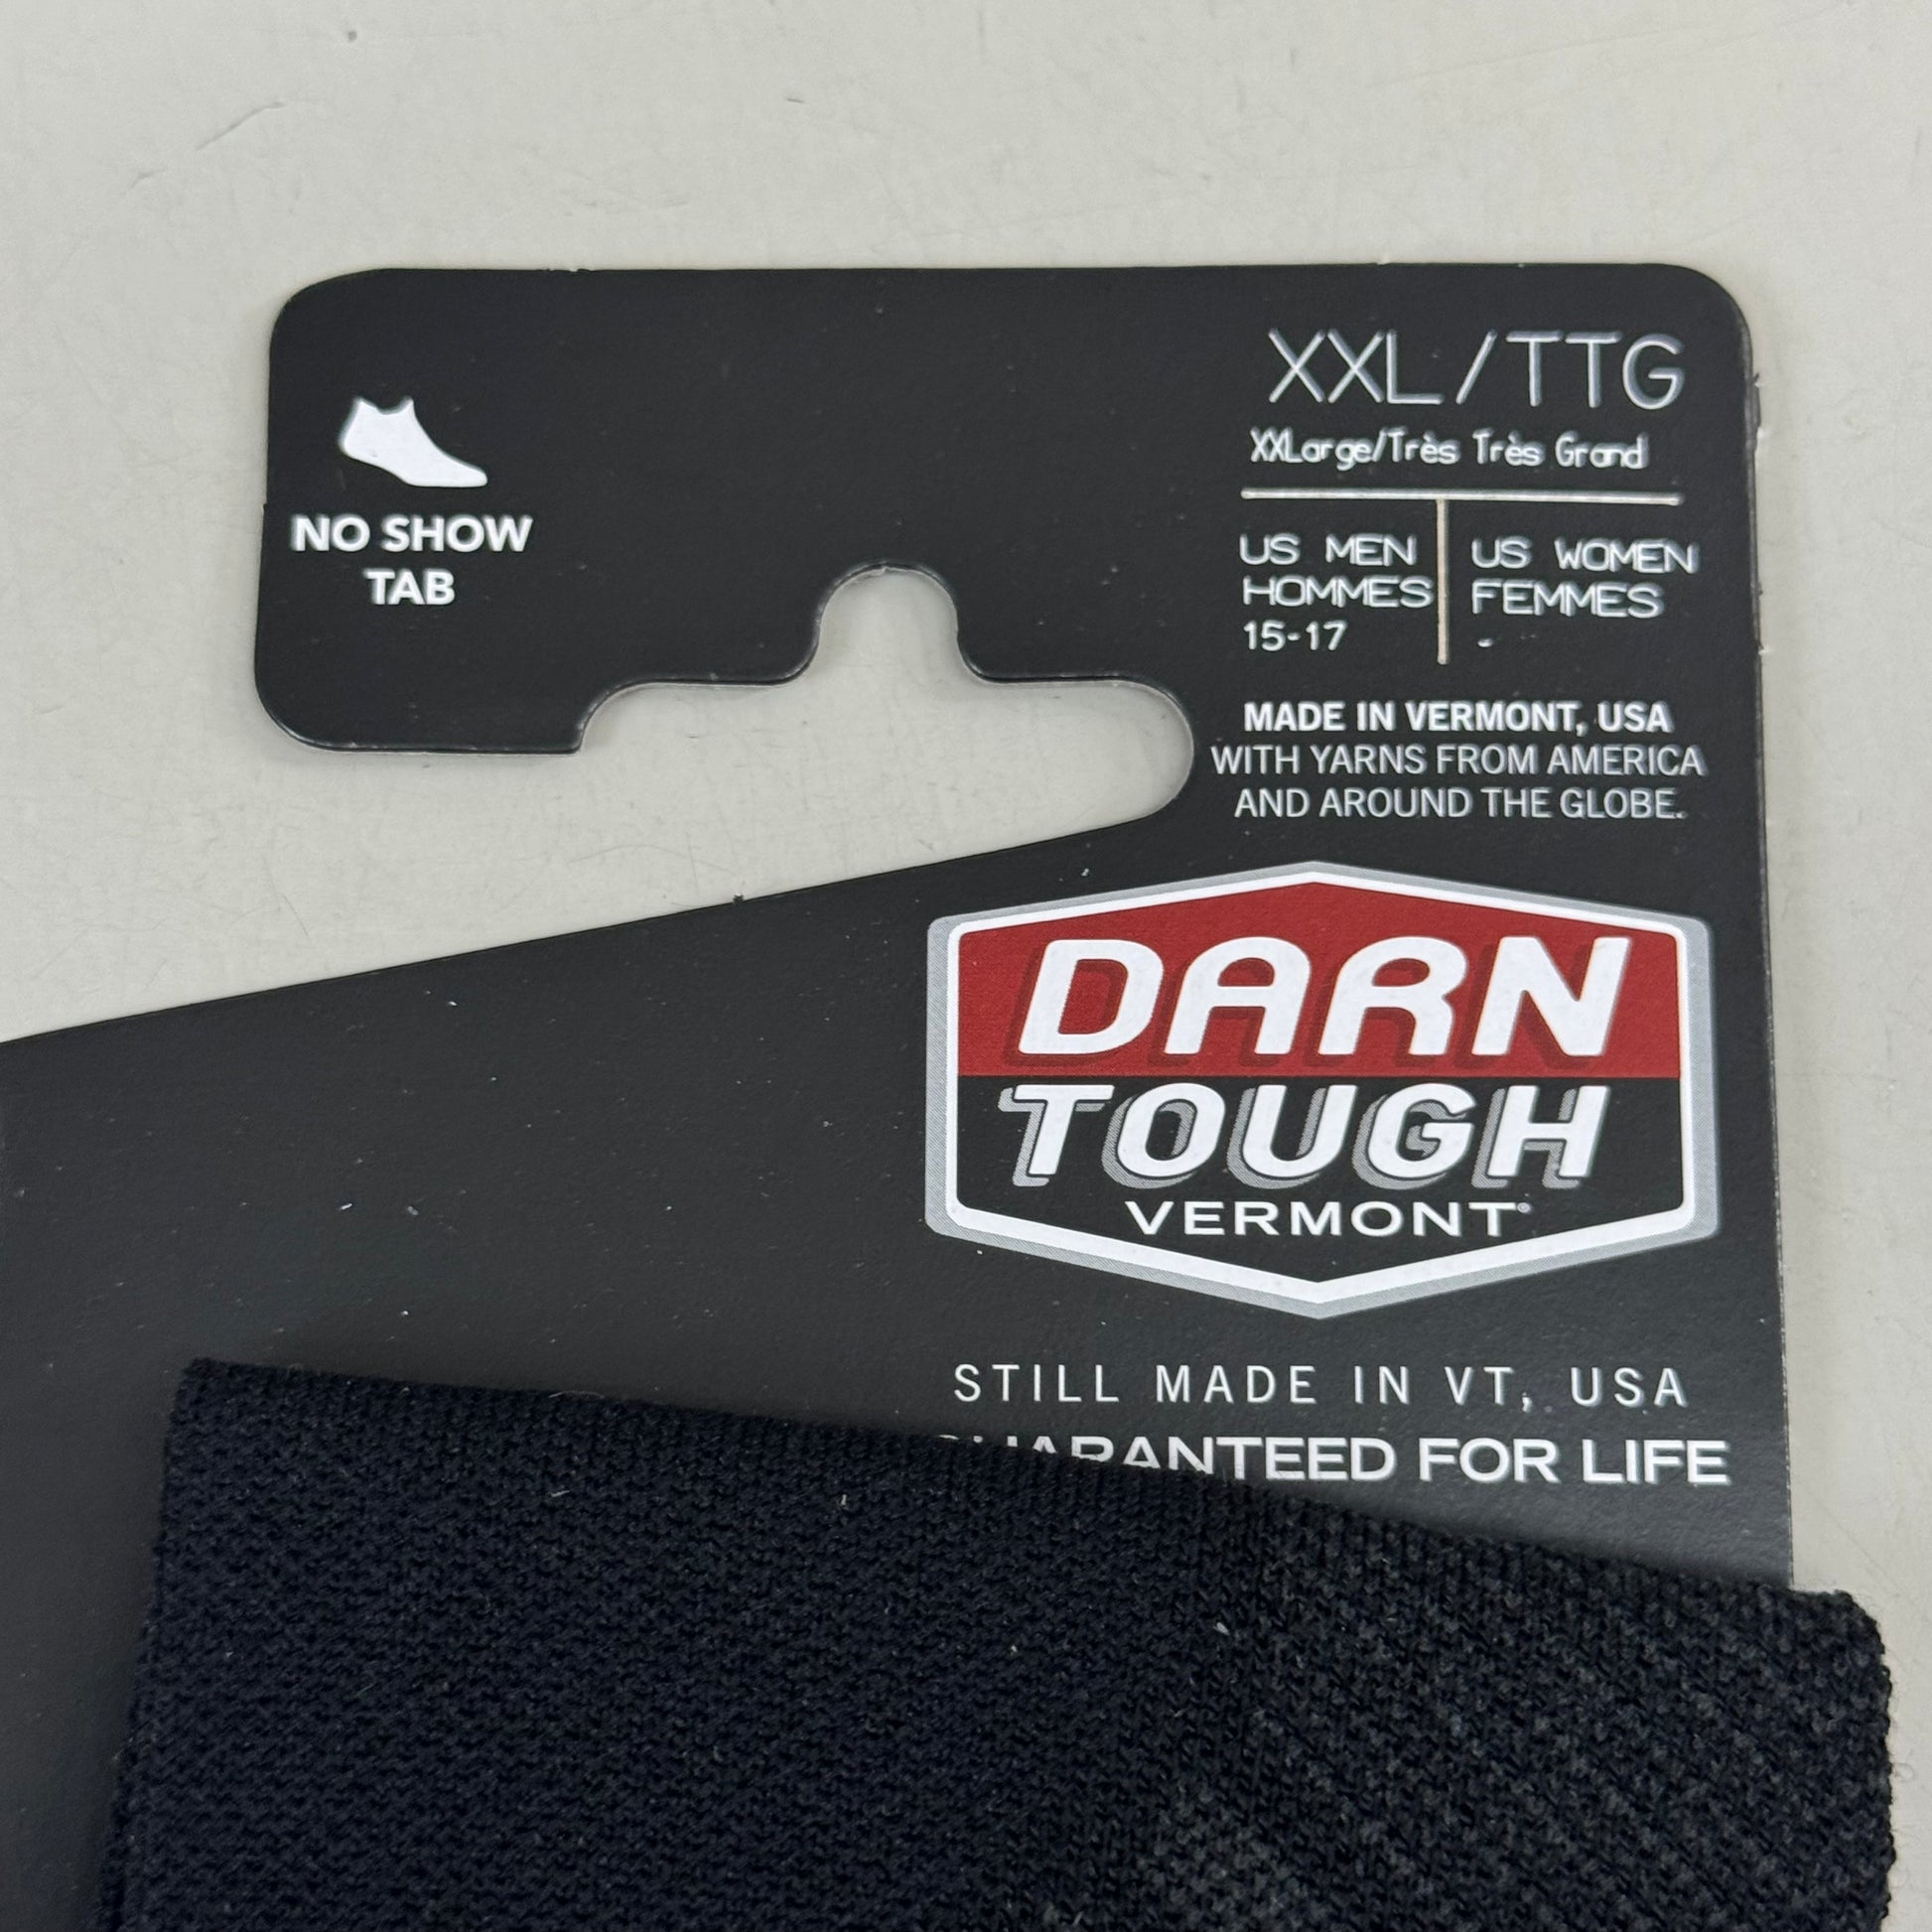 NO SHOW
TAB
XXL/TTG
XXLarge/Très Très Grand
US MEN
HOMMES
15-17
US WOMEN
FEMMES
-
MADE IN VERMONT, USA
WITH YARNS FROM AMERICA
AND AROUND THE GLOBE.
DARN
TOUGH
VERMONT®
STILL MADE IN VT, USA
GUARANTEED FOR LIFE